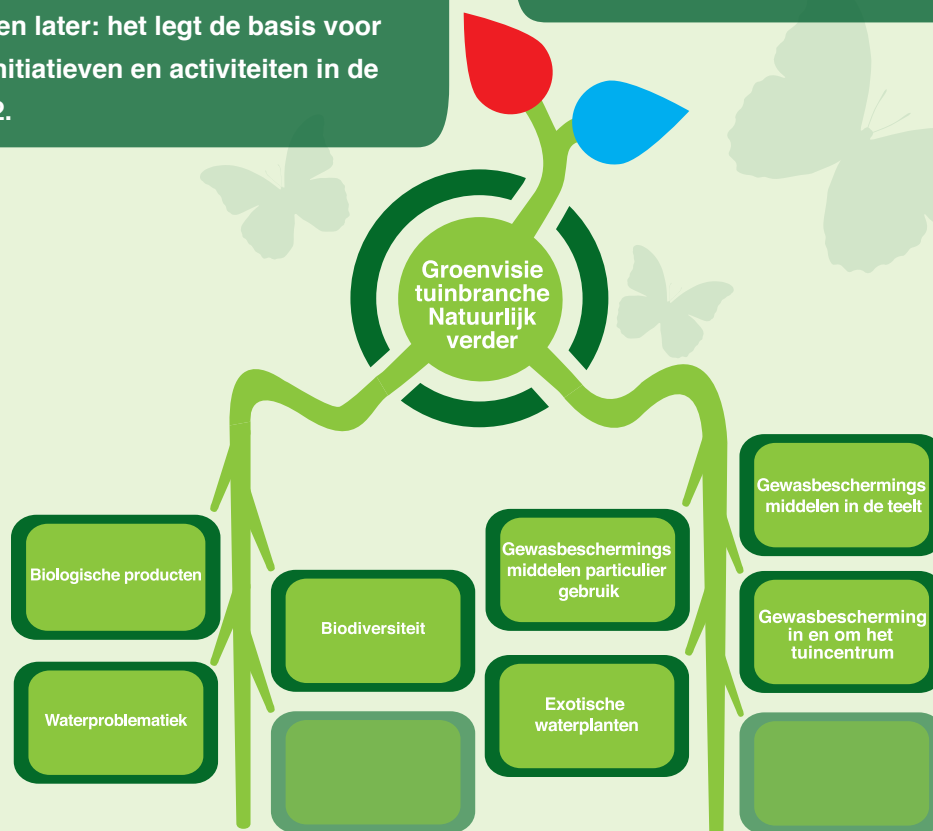 en later: het legt de basis voor
nitiatieven en activiteiten in de
2.
Groenvisie
tuinbranche
Natuurlijk
verder
Biologische producten
Waterproblematiek
Biodiversiteit
Gewasbeschermings
middelen particulier
gebruik
Exotische
waterplanten
Gewasbeschermings
middelen in de teelt
Gewasbescherming
in en om het
tuincentrum